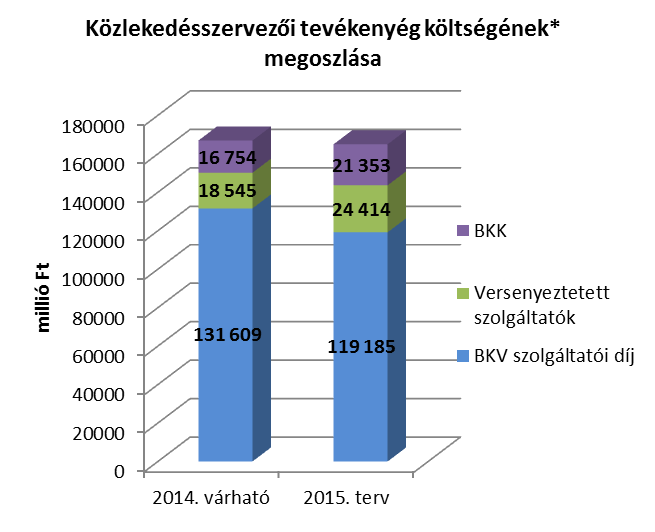 Közlekedésszervezői tevékenyég költségének*
megoszlása
180000
160000
140000
120000
100000
80000
60000
40000
20000
0
millió Ft
16 754
18 545
131 609
21 353
24 414
119 185
2014. várható
2015. terv
BKK
Versenyeztetett
szolgáltatók
BKV szolgáltatói díj